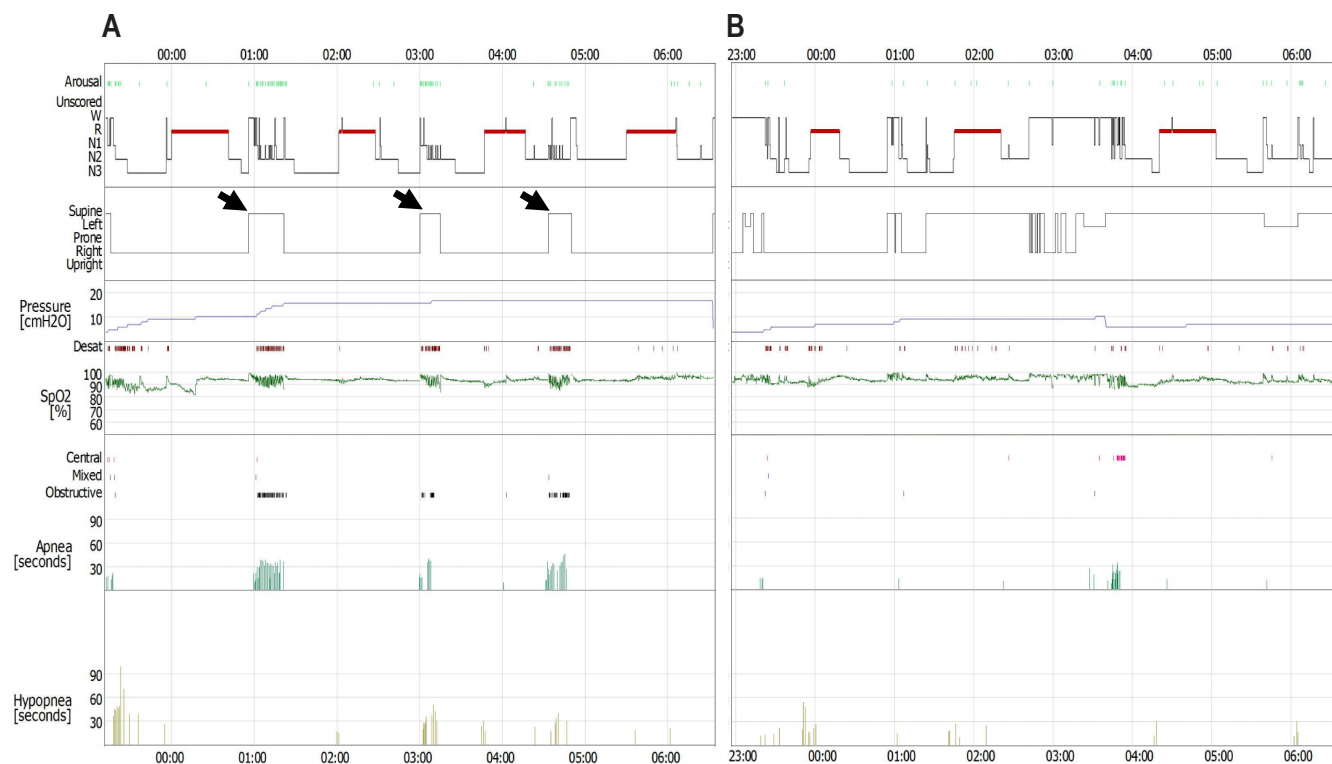 A
B
00:00 01:00 02:00 03:00 04:00 05:00 06:00
23:00 00:00 01:00 02:00 03:00 04:00 05:00 06:00
Arousal
Unscored
W
R
N1
N2
N3
Supine
Left
Prone
Right
Upright
Pressure
[cmH2O]
20
10
Desat
SpO2
[%]
100
90
80
70
60
Central
Mixed
Obstructive
Apnea
[seconds]
90
60
30
Hypopnea
[seconds]
90
60
30
00:00 01:00 02:00 03:00 04:00 05:00 06:00
23:00 00:00 01:00 02:00 03:00 04:00 05:00 06:00